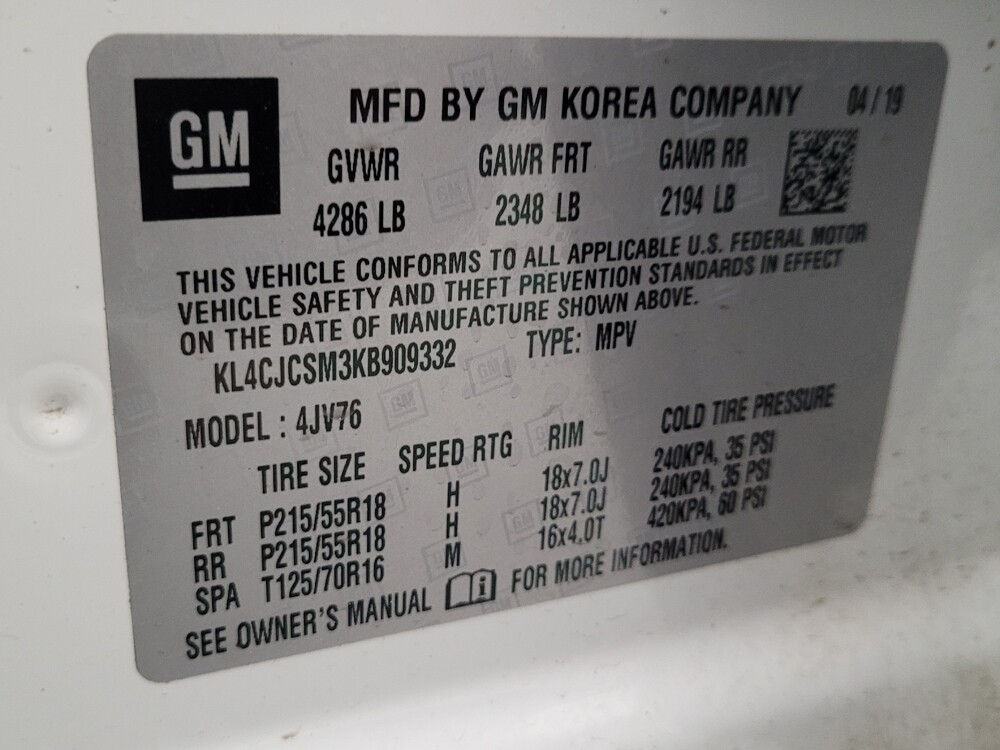 GM
MFD BY GM KOREA COMPANY 04/19
GVWR GAWR FRT GAWR RR
4286 LB 2348 LB 2194 LB
THIS VEHICLE CONFORMS TO ALL APPLICABLE U.S. FEDERAL MOTOR
VEHICLE SAFETY AND THEFT PREVENTION STANDARDS IN EFFECT
ON THE DATE OF MANUFACTURE SHOWN ABOVE.
KL4CJCSM3KB909332 TYPE: MPV
MODEL : 4JV76
TIRE SIZE SPEED RTG RIM COLD TIRE PRESSURE
FRT P215/55R18 H 18x7.0J 240KPA, 35 PSI
RR P215/55R18 H 18x7.0J 240KPA, 35 PSI
SPA T125/70R16 M 16x4.0T 420KPA, 60 PSI
SEE OWNER'S MANUAL FOR MORE INFORMATION.